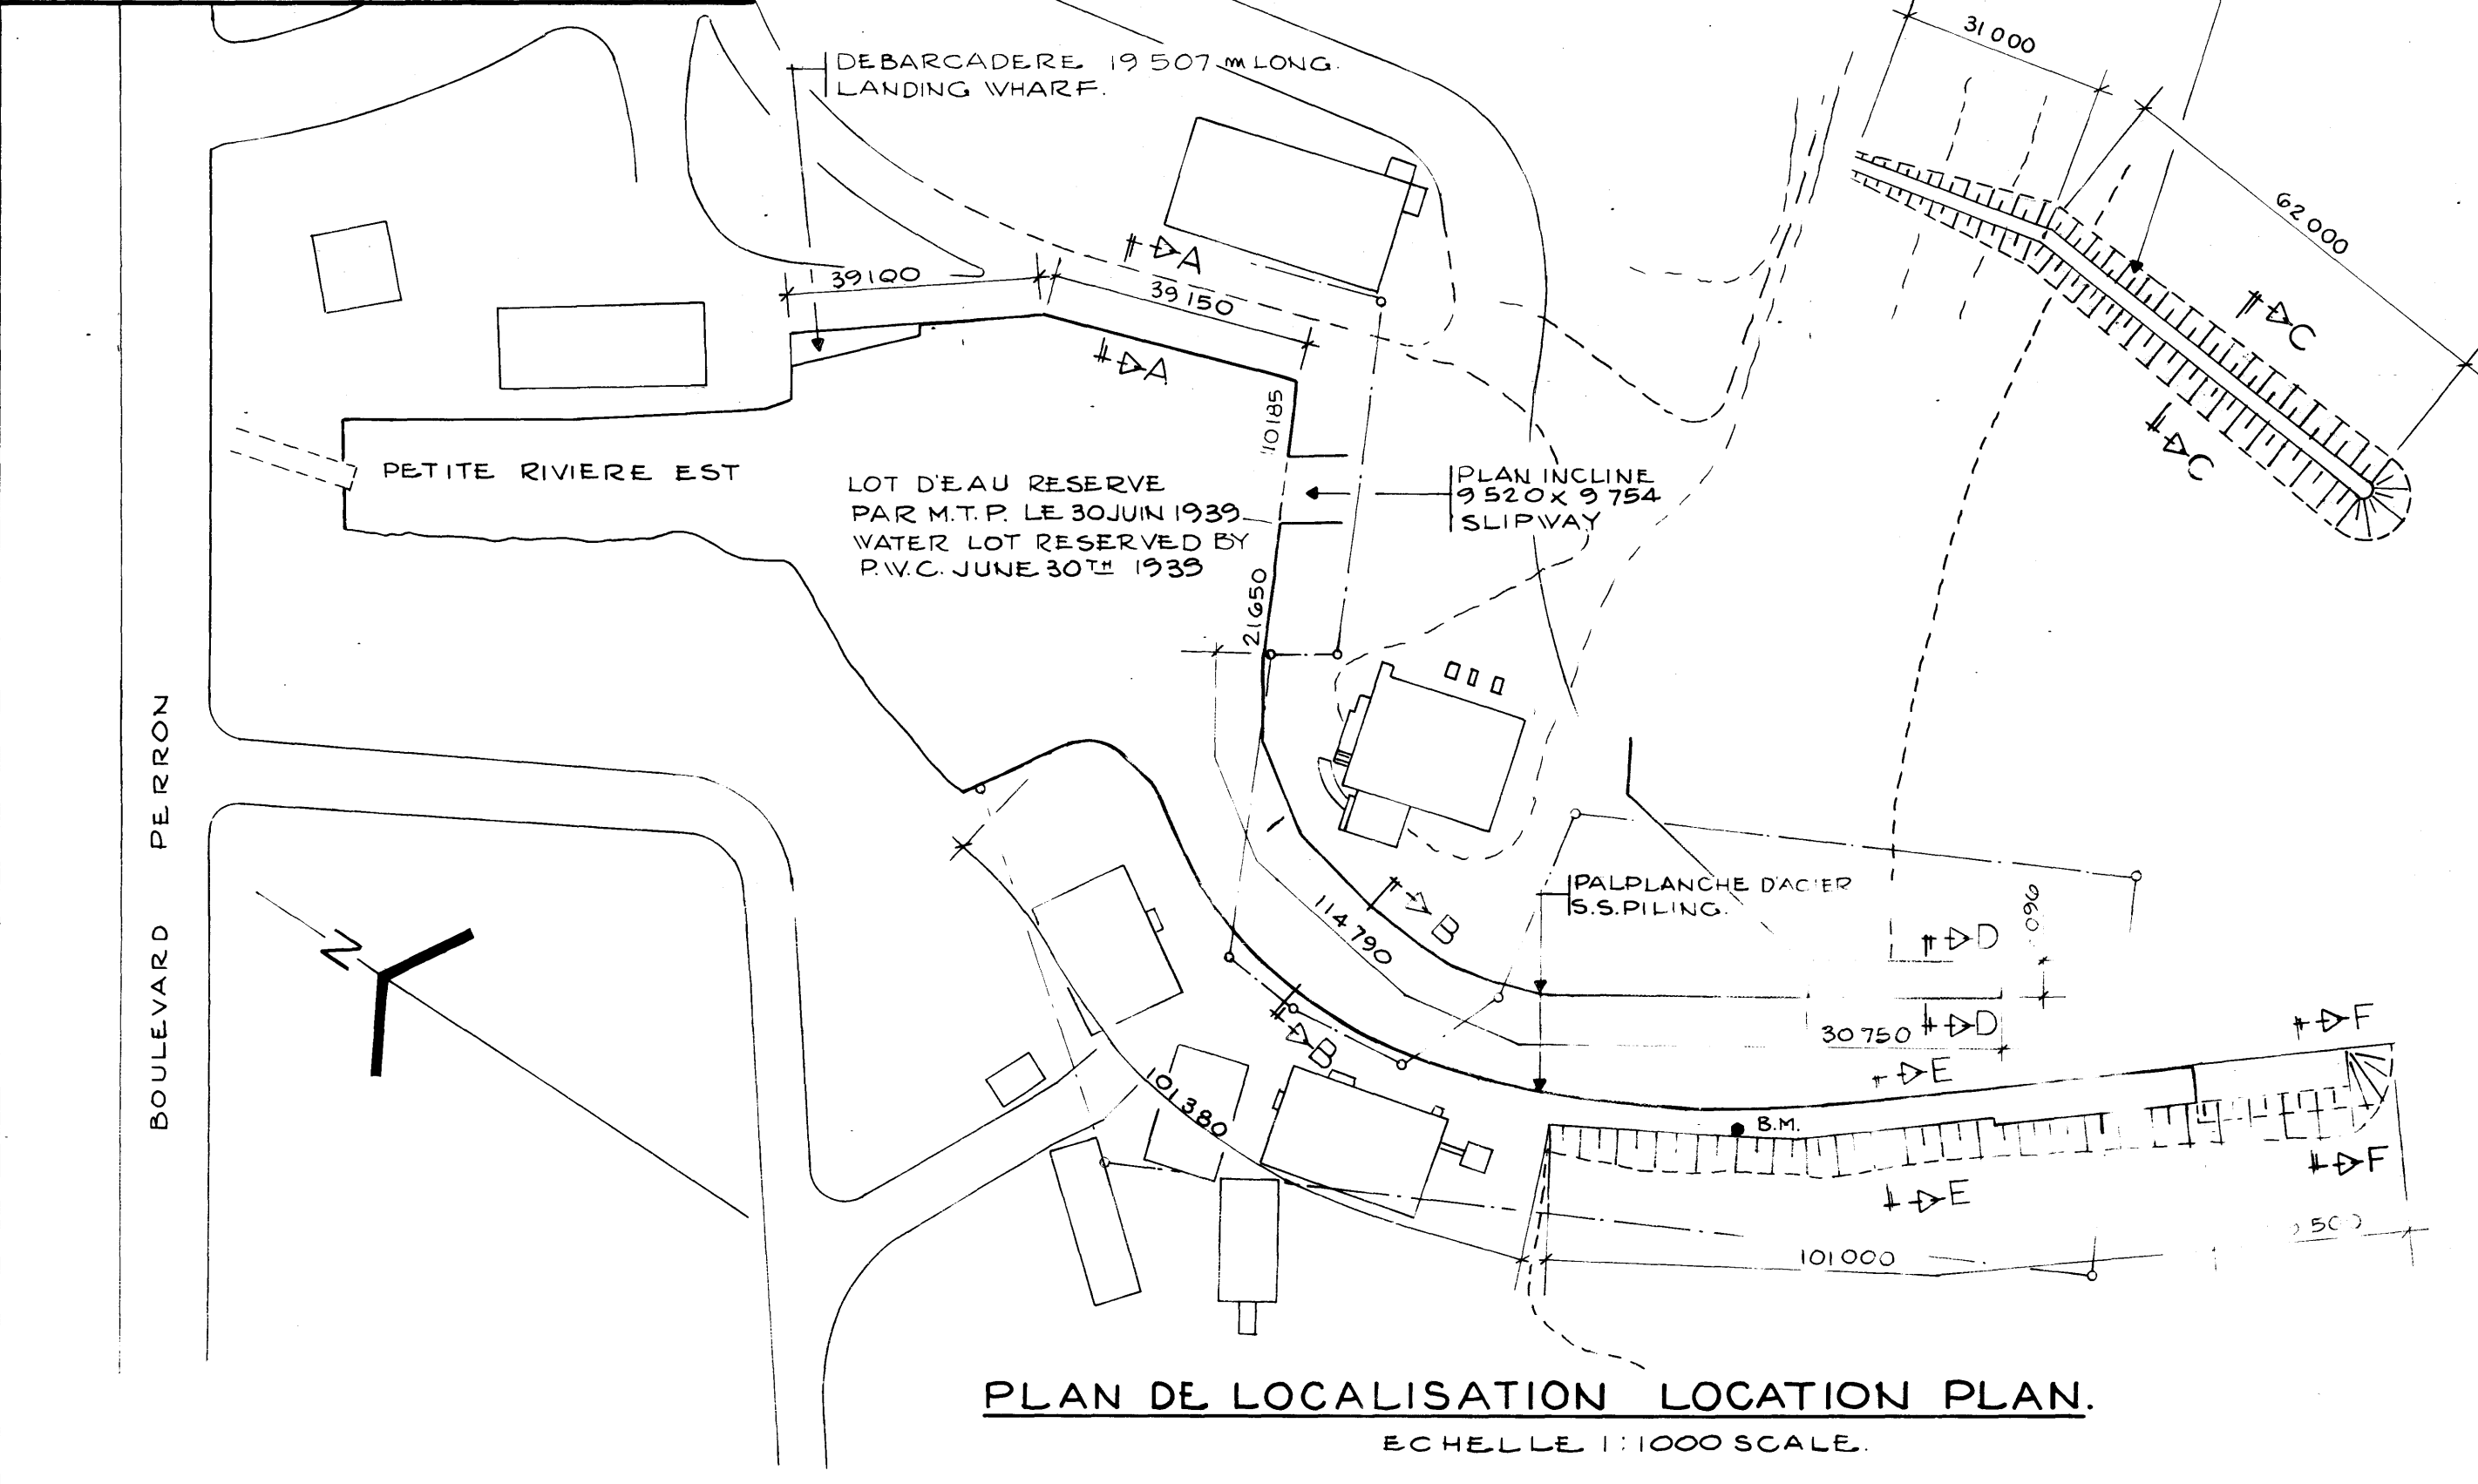 31 000
DEBARCADERE 19 507 m LONG.
LANDING WHARF.
62 000
A
39100
39 150
C
A
10185
C
PETITE RIVIERE EST
LOT D'EAU RESERVE
PAR M.T.P. LE 30 JUIN 1939
WATER LOT RESERVED BY
P.W.C. JUNE 30TH 1939
PLAN INCLINE
9 520 X 9 754
SLIPWAY
21 650
BOULEVARD PERRON
PALPLANCHE D'ACIER
S.S. PILING.
N
114 790
B
D
D
30 750
F
B
E
101 380
B.M.
F
E
101 000
PLAN DE LOCALISATION LOCATION PLAN.
ECHELLE 1:1000 SCALE.